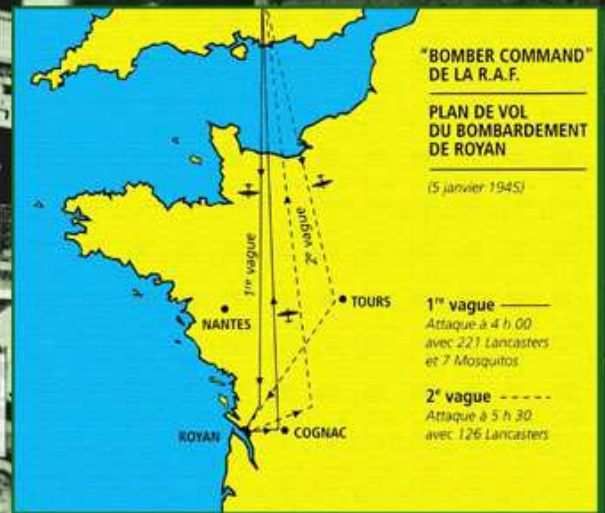 "BOMBER COMMAND"
DE LA R.A.F.
PLAN DE VOL
DU BOMBARDEMENT
DE ROYAN
(5 janvier 1945)
1re vague
2e vague
TOURS
NANTES
ROYAN
COGNAC
1re vague
Attaque à 4 h 00
avec 221 Lancasters
et 7 Mosquitos
2e vague
Attaque à 5 h 30
avec 126 Lancasters